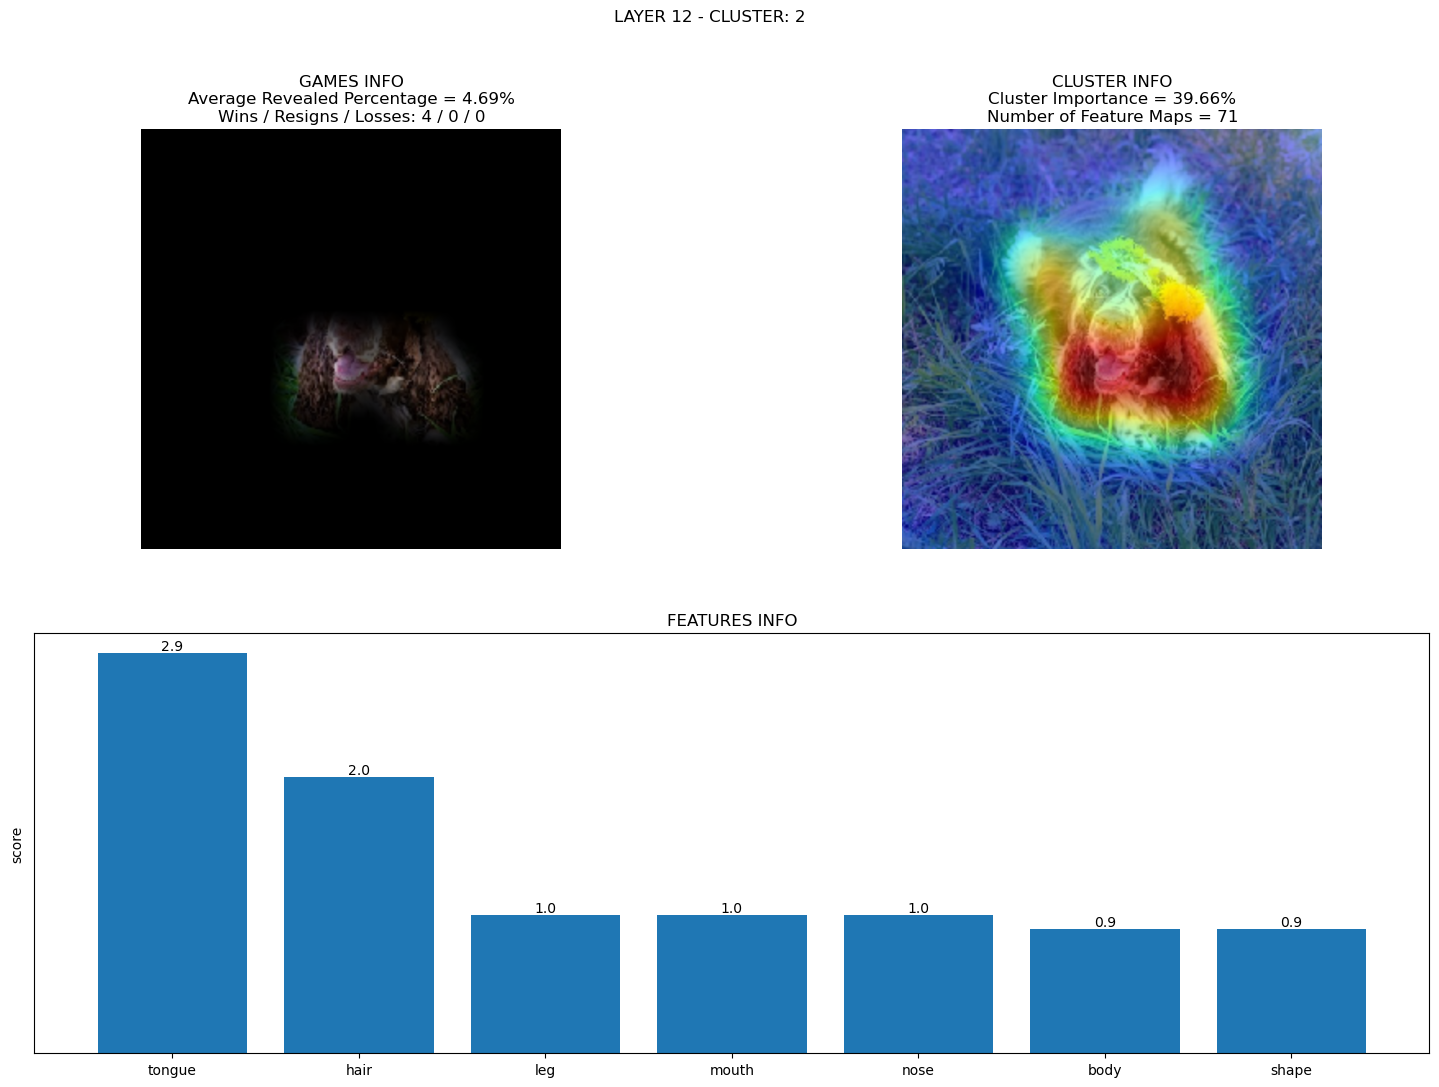 LAYER 12 - CLUSTER: 2
GAMES INFO
Average Revealed Percentage = 4.69%
Wins / Resigns / Losses: 4 / 0 / 0
CLUSTER INFO
Cluster Importance = 39.66%
Number of Feature Maps = 71
FEATURES INFO
score
2.9
2.0
1.0
1.0
1.0
0.9
0.9
tongue
hair
leg
mouth
nose
body
shape